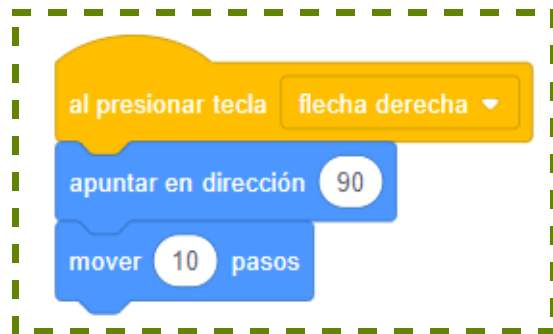 al presionar tecla flecha derecha
apuntar en dirección 90
mover 10 pasos